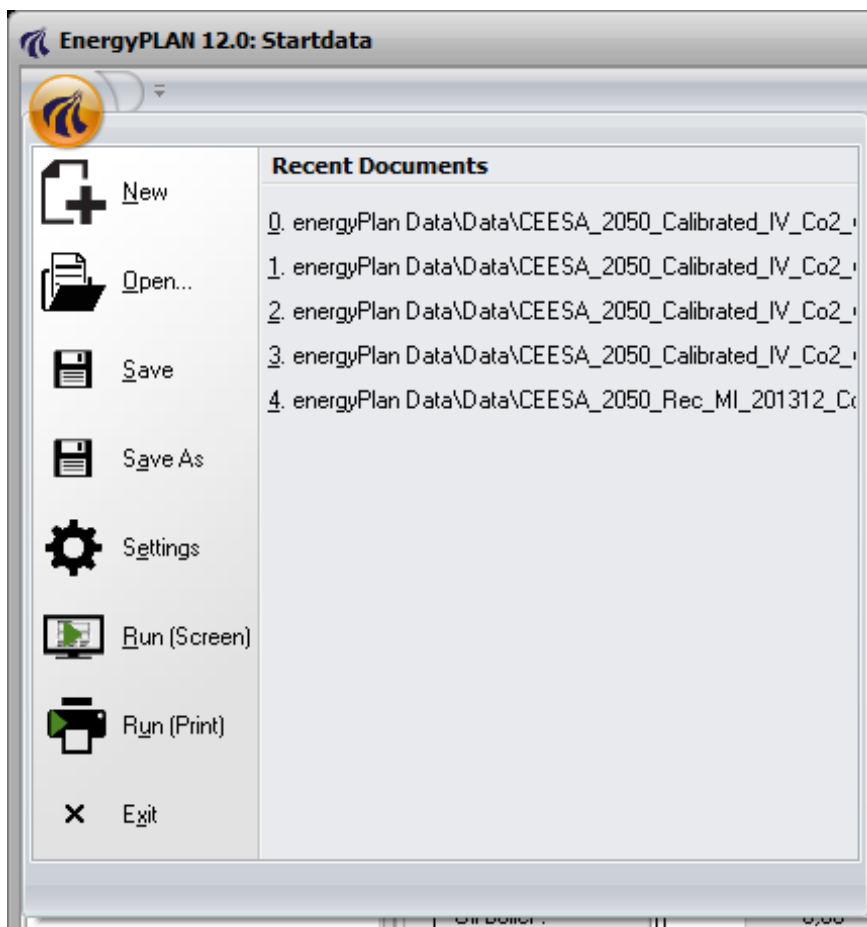 EnergyPLAN 12.0: Startdata
New
Open...
Save
Save As
Settings
Run (Screen)
Run (Print)
Exit
Recent Documents
0. energyPlan Data\Data\CEESA_2050_Calibrated_IV_Co2_
1. energyPlan Data\Data\CEESA_2050_Calibrated_IV_Co2_
2. energyPlan Data\Data\CEESA_2050_Calibrated_IV_Co2_
3. energyPlan Data\Data\CEESA_2050_Calibrated_IV_Co2_
4. energyPlan Data\Data\CEESA_2050_Rec_MI_201312_Co